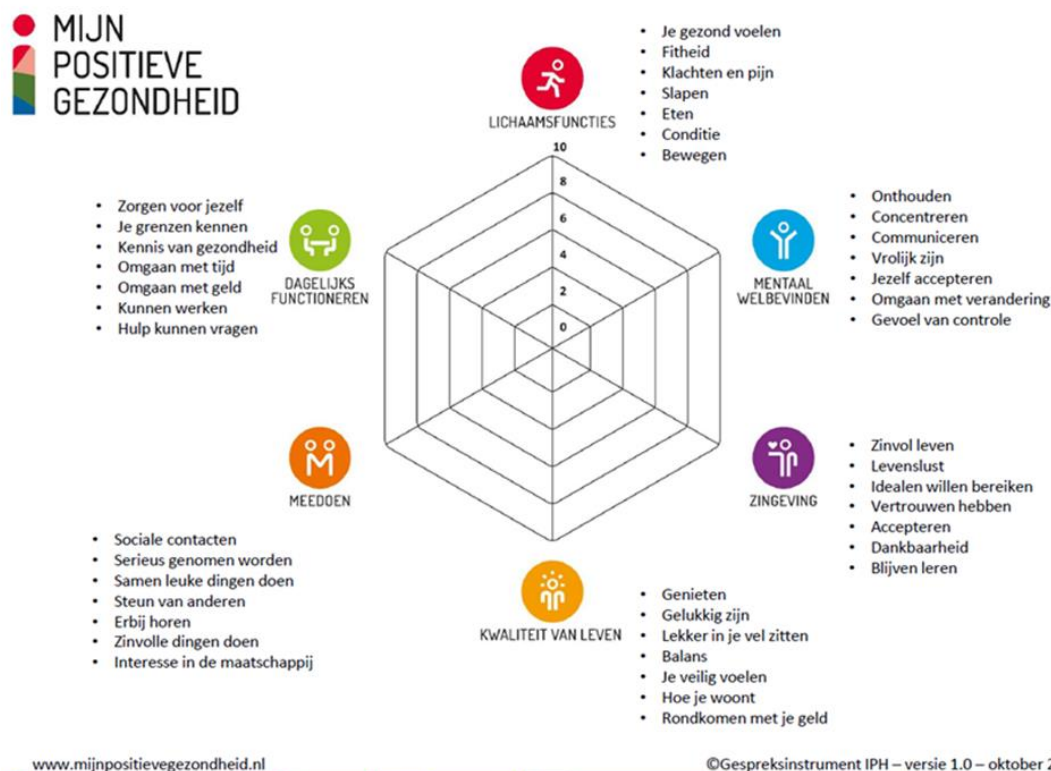 MIJN
POSITIEVE
GEZONDHEID
LICHAAMSFUNCTIES
• Je gezond voelen
• Fitheid
• Klachten en pijn
• Slapen
• Eten
• Conditie
• Bewegen
10
8
6
4
2
0
MENTAAL
WELBEVINDEN
• Onthouden
• Concentreren
• Communiceren
• Vrolijk zijn
• Jezelf accepteren
• Omgaan met verandering
• Gevoel van controle
ZINGEVING
• Zinvol leven
• Levenslust
• Idealen willen bereiken
• Vertrouwen hebben
• Accepteren
• Dankbaarheid
• Blijven leren
KWALITEIT VAN LEVEN
• Genieten
• Gelukkig zijn
• Lekker in je vel zitten
• Balans
• Je veilig voelen
• Hoe je woont
• Rondkomen met je geld
MEEDOEN
• Sociale contacten
• Serieus genomen worden
• Samen leuke dingen doen
• Steun van anderen
• Erbij horen
• Zinvolle dingen doen
• Interesse in de maatschappij
DAGELIJKS
FUNCTIONEREN
• Zorgen voor jezelf
• Je grenzen kennen
• Kennis van gezondheid
• Omgaan met tijd
• Omgaan met geld
• Kunnen werken
• Hulp kunnen vragen
www.mijnpositievegezondheid.nl
©Gespreksinstrument IPH – versie 1.0 – oktober 2